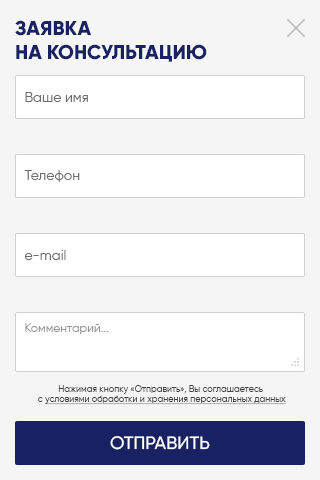 ЗАЯВКА
НА КОНСУЛЬТАЦИЮ
Ваше имя
Телефон
e-mail
Комментарий...
Нажимая кнопку «Отправить», Вы соглашаетесь
с условиями обработки и хранения персональных данных
ОТПРАВИТЬ